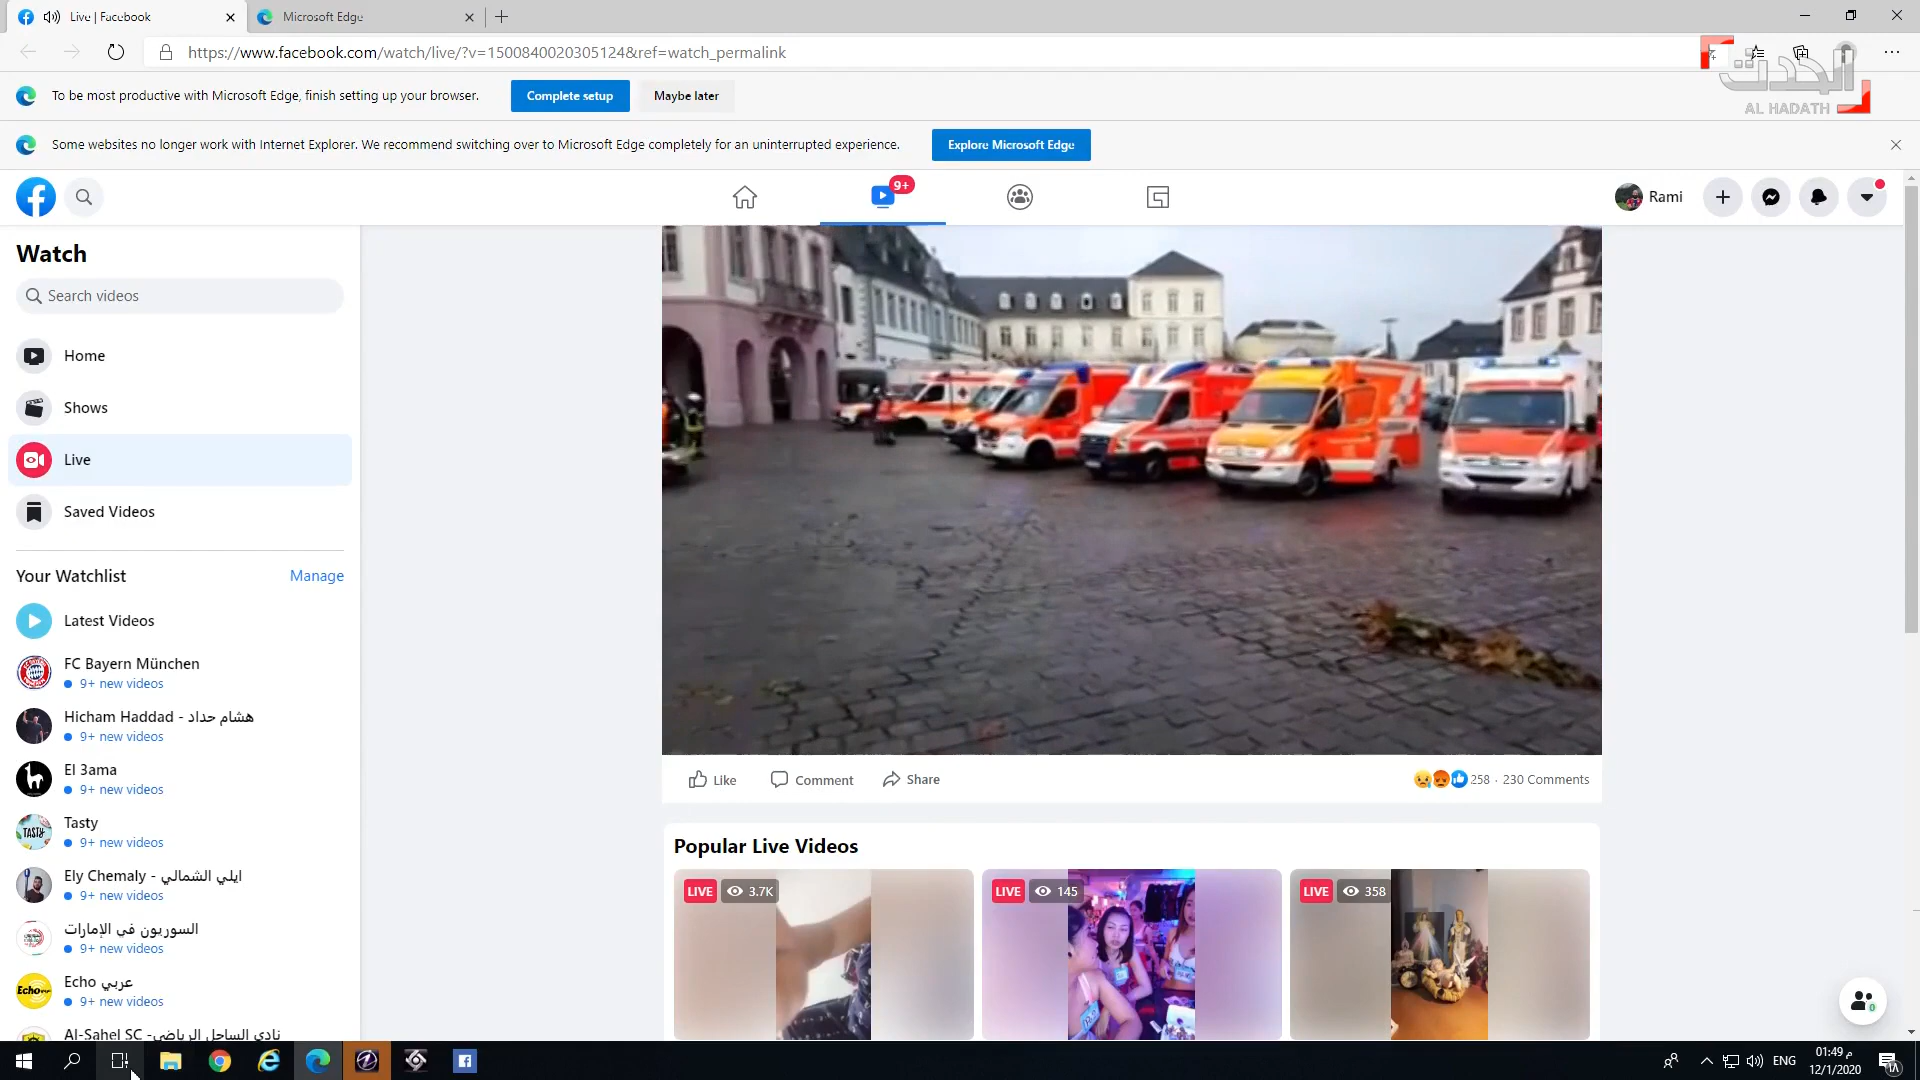 Live | Facebook
Microsoft Edge
https://www.facebook.com/watch/live/?v=1500840020305124&ref=watch_permalink
الحدث
AL HADATH
To be most productive with Microsoft Edge, finish setting up your browser.
Complete setup
Maybe later
Some websites no longer work with Internet Explorer. We recommend switching over to Microsoft Edge completely for an uninterrupted experience.
Explore Microsoft Edge
9+
Rami
Watch
Search videos
Home
Shows
Live
Saved Videos
Your Watchlist
Manage
Latest Videos
FC Bayern München
9+ new videos
Hicham Haddad - هشام حداد
9+ new videos
El 3ama
9+ new videos
TASTY
Tasty
9+ new videos
Ely Chemaly - ايلي الشمالي
9+ new videos
السوريون في الإمارات
9+ new videos
Echo
Echo عربي
9+ new videos
Al-Sahel SC -نادي الساحل الرياضي
Like
Comment
Share
258 · 230 Comments
Popular Live Videos
LIVE 3.7K
LIVE 145
LIVE 358
0
ENG
01:49 م
12/1/2020